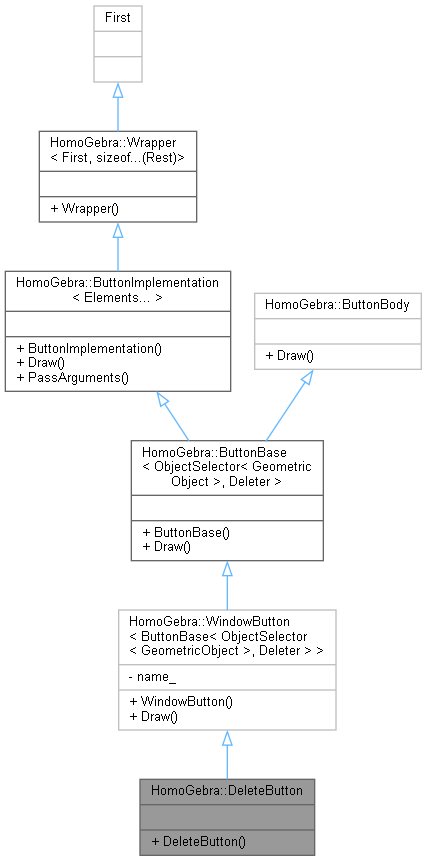 First
HomoGebra::Wrapper
< First, sizeof...(Rest)>
+ Wrapper()
HomoGebra::ButtonImplementation
< Elements... >
+ ButtonImplementation()
+ Draw()
+ PassArguments()
HomoGebra::ButtonBody
+ Draw()
HomoGebra::ButtonBase
< ObjectSelector< Geometric
Object >, Deleter >
+ ButtonBase()
+ Draw()
HomoGebra::WindowButton
< ButtonBase< ObjectSelector
< GeometricObject >, Deleter > >
- name_
+ WindowButton()
+ Draw()
HomoGebra::DeleteButton
+ DeleteButton()